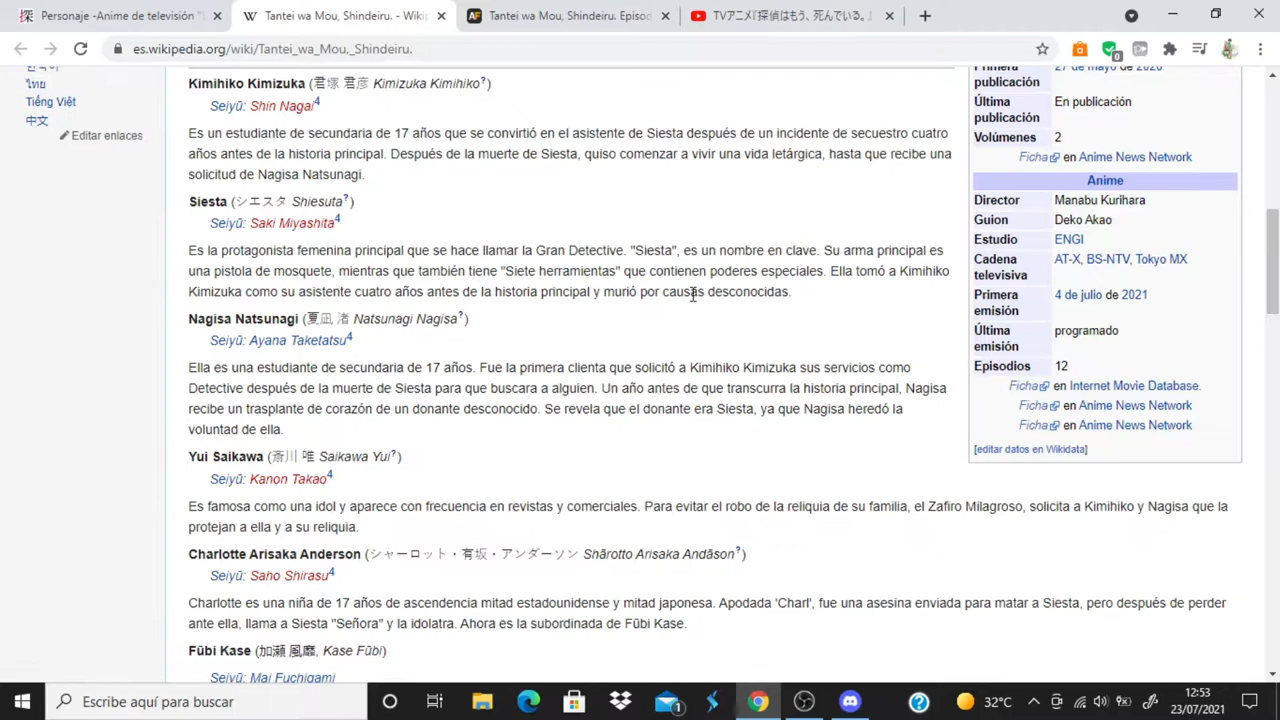 Personaje -Anime de televisión "
Tantei wa Mou, Shindeiru. - Wiki
Tantei wa Mou, Shindeiru. Episod
TVアニメ『探偵はもう、死んでいる。』
es.wikipedia.org/wiki/Tantei_wa_Mou,_Shindeiru.
0
한국어
ไทย
Tiếng Việt
中文
Editar enlaces
Kimihiko Kimizuka (君塚 君彦 Kimizuka Kimihiko?)
Seiyū: Shin Nagai4
Es un estudiante de secundaria de 17 años que se convirtió en el asistente de Siesta después de un incidente de secuestro cuatro
años antes de la historia principal. Después de la muerte de Siesta, quiso comenzar a vivir una vida letárgica, hasta que recibe una
solicitud de Nagisa Natsunagi.
Siesta (シエスタ Shiesuta?)
Seiyū: Saki Miyashita4
Es la protagonista femenina principal que se hace llamar la Gran Detective. "Siesta", es un nombre en clave. Su arma principal es
una pistola de mosquete, mientras que también tiene "Siete herramientas" que contienen poderes especiales. Ella tomó a Kimihiko
Kimizuka como su asistente cuatro años antes de la historia principal y murió por causas desconocidas.
Nagisa Natsunagi (夏凪 渚 Natsunagi Nagisa?)
Seiyū: Ayana Taketatsu4
Ella es una estudiante de secundaria de 17 años. Fue la primera clienta que solicitó a Kimihiko Kimizuka sus servicios como
Detective después de la muerte de Siesta para que buscara a alguien. Un año antes de que transcurra la historia principal, Nagisa
recibe un trasplante de corazón de un donante desconocido. Se revela que el donante era Siesta, ya que Nagisa heredó la
voluntad de ella.
Yui Saikawa (斎川 唯 Saikawa Yui?)
Seiyū: Kanon Takao4
Es famosa como una idol y aparece con frecuencia en revistas y comerciales. Para evitar el robo de la reliquia de su familia, el Zafiro Milagroso, solicita a Kimihiko y Nagisa que la
protejan a ella y a su reliquia.
Charlotte Arisaka Anderson (シャーロット・有坂・アンダーソン Shārotto Arisaka Andāson?)
Seiyū: Saho Shirasu4
Charlotte es una niña de 17 años de ascendencia mitad estadounidense y mitad japonesa. Apodada 'Charl', fue una asesina enviada para matar a Siesta, pero después de perder
ante ella, llama a Siesta "Señora" y la idolatra. Ahora es la subordinada de Fūbi Kase.
Fūbi Kase (加瀬 風靡, Kase Fūbi)
Seiyū: Mai Fuchigami
Primera publicación 27 de mayo de 2020
Última publicación En publicación
Volúmenes 2
Ficha en Anime News Network
Anime
Director Manabu Kurihara
Guion Deko Akao
Estudio ENGI
Cadena televisiva AT-X, BS-NTV, Tokyo MX
Primera emisión 4 de julio de 2021
Última emisión programado
Episodios 12
Ficha en Internet Movie Database.
Ficha en Anime News Network
Ficha en Anime News Network
[editar datos en Wikidata]
Escribe aquí para buscar
1
32°C
12:53
23/07/2021